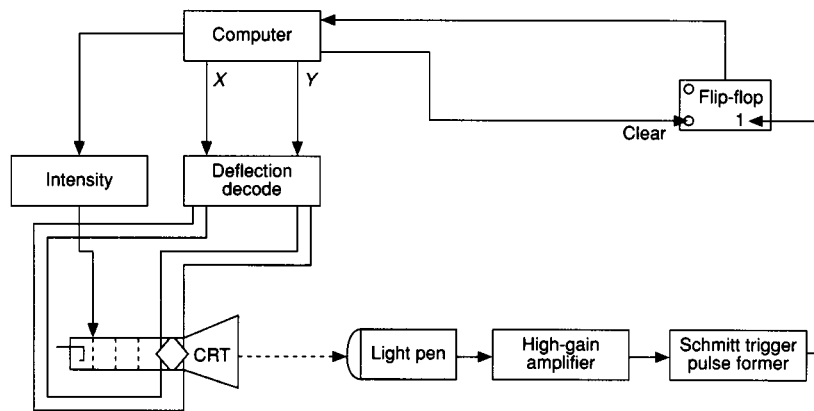 Computer
X
Y
Flip-flop
Clear
1
Intensity
Deflection
decode
CRT
Light pen
High-gain
amplifier
Schmitt trigger
pulse former